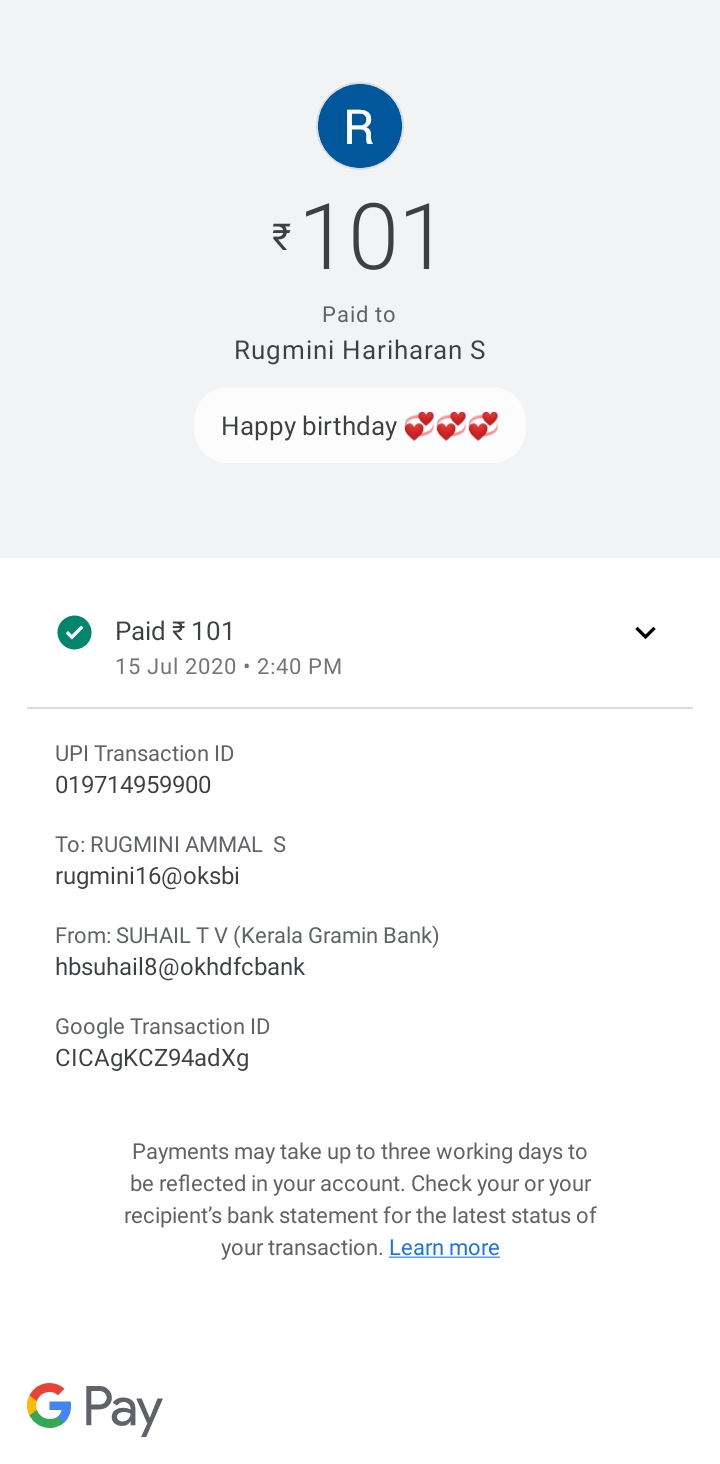 R
₹101
Paid to
Rugmini Hariharan S
Happy birthday 💞💞💞
Paid ₹ 101
15 Jul 2020 • 2:40 PM
UPI Transaction ID
019714959900
To: RUGMINI AMMAL  S
rugmini16@oksbi
From: SUHAIL T V (Kerala Gramin Bank)
hbsuhail8@okhdfcbank
Google Transaction ID
CICAgKCZ94adXg
Payments may take up to three working days to
be reflected in your account. Check your or your
recipient’s bank statement for the latest status of
your transaction. Learn more
G Pay